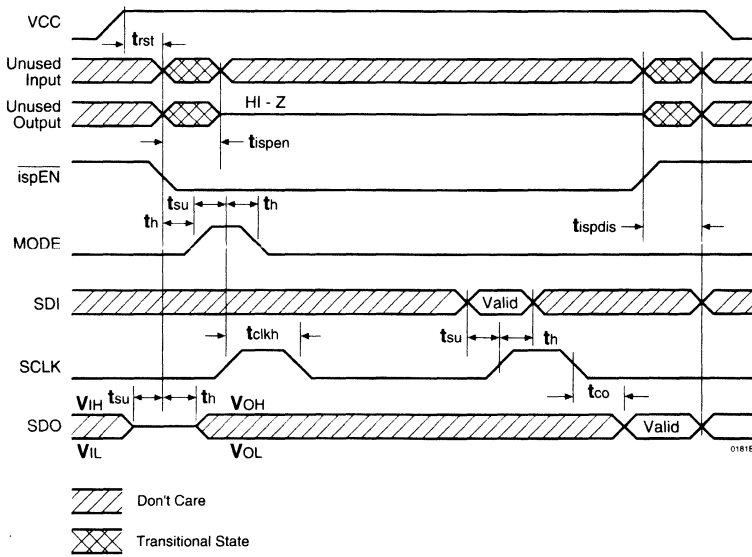 VCC
trst
Unused
Input
Unused
Output
HI - Z
tispen
ispEN
tsu
th
th
tispdis
MODE
SDI
Valid
tclkh
tsu
th
SCLK
tsu
th
tco
VIH
VOH
SDO
Valid
VIL
VOL
0181B
Don't Care
Transitional State